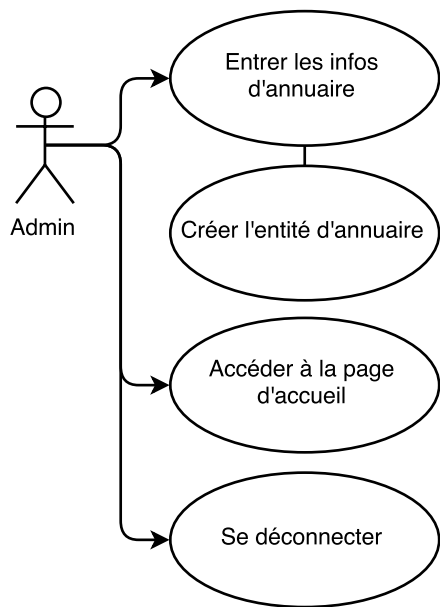 Entrer les infos
d'annuaire
Admin
Créer l'entité d'annuaire
Accéder à la page
d'accueil
Se déconnecter